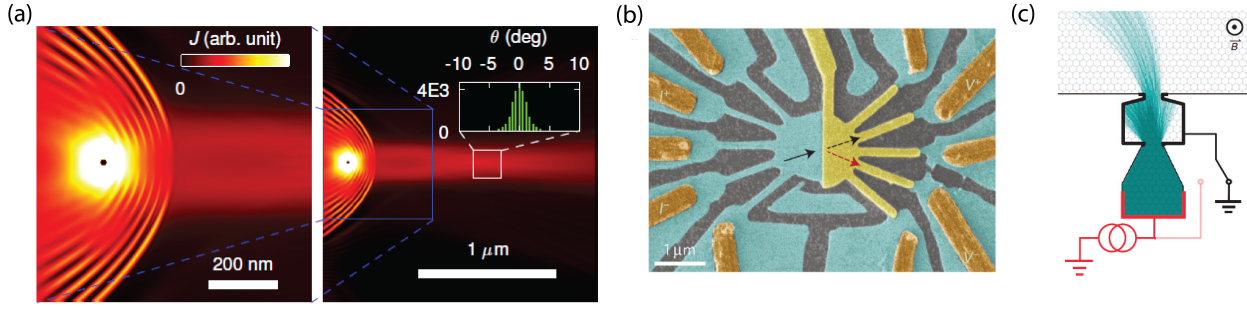 (a)
J (arb. unit)
0
200 nm
θ (deg)
-10 -5 0 5 10
4E3
0
1 μm
(b)
I⁺
V⁺
I⁻
V⁻
1 μm
(c)
B